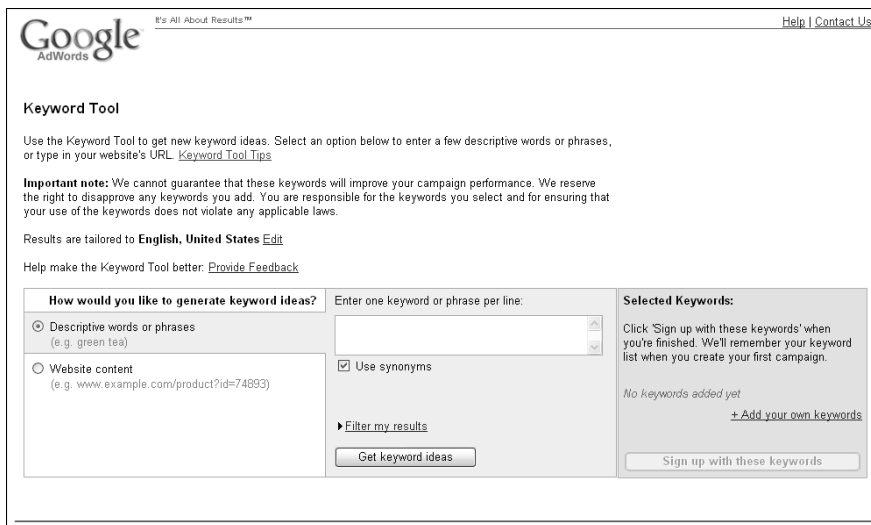 It's All About Results™
Help | Contact Us
Google
AdWords
Keyword Tool
Use the Keyword Tool to get new keyword ideas. Select an option below to enter a few descriptive words or phrases,
or type in your website's URL. Keyword Tool Tips
Important note: We cannot guarantee that these keywords will improve your campaign performance. We reserve
the right to disapprove any keywords you add. You are responsible for the keywords you select and for ensuring that
your use of the keywords does not violate any applicable laws.
Results are tailored to English, United States Edit
Help make the Keyword Tool better: Provide Feedback
How would you like to generate keyword ideas?
Descriptive words or phrases
(e.g. green tea)
Website content
(e.g. www.example.com/product?id=74893)
Enter one keyword or phrase per line:
Use synonyms
Filter my results
Get keyword ideas
Selected Keywords:
Click 'Sign up with these keywords' when
you're finished. We'll remember your keyword
list when you create your first campaign.
No keywords added yet
+ Add your own keywords
Sign up with these keywords